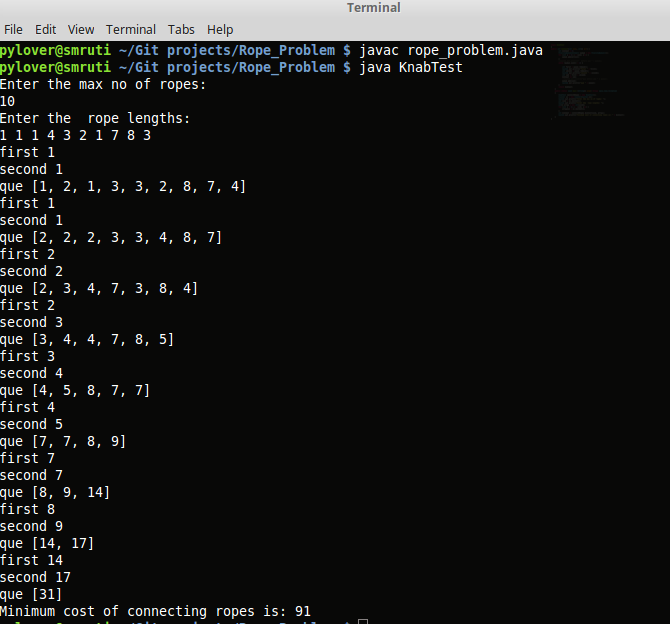 Terminal
File Edit View Terminal Tabs Help
pylover@smruti ~/Git projects/Rope_Problem $ javac rope_problem.java
pylover@smruti ~/Git projects/Rope_Problem $ java KnabTest
Enter the max no of ropes:
10
Enter the  rope lengths:
1 1 1 4 3 2 1 7 8 3
first 1
second 1
que [1, 2, 1, 3, 3, 2, 8, 7, 4]
first 1
second 1
que [2, 2, 2, 3, 3, 4, 8, 7]
first 2
second 2
que [2, 3, 4, 7, 3, 8, 4]
first 2
second 3
que [3, 4, 4, 7, 8, 5]
first 3
second 4
que [4, 5, 8, 7, 7]
first 4
second 5
que [7, 7, 8, 9]
first 7
second 7
que [8, 9, 14]
first 8
second 9
que [14, 17]
first 14
second 17
que [31]
Minimum cost of connecting ropes is: 91